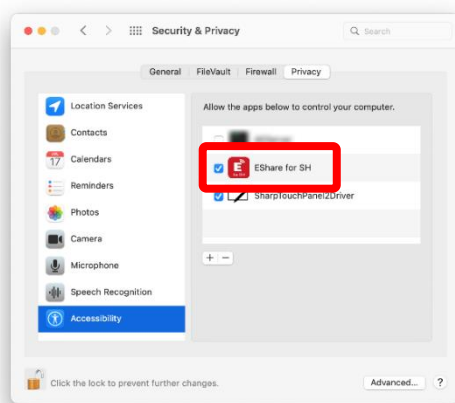 Security & Privacy
Search
General FileVault Firewall Privacy
Location Services
Contacts
Calendars
Reminders
Photos
Camera
Microphone
Speech Recognition
Accessibility
Allow the apps below to control your computer.
EShare for SH
SharpTouchPanel2Driver
+ −
Click the lock to prevent further changes.
Advanced... ?